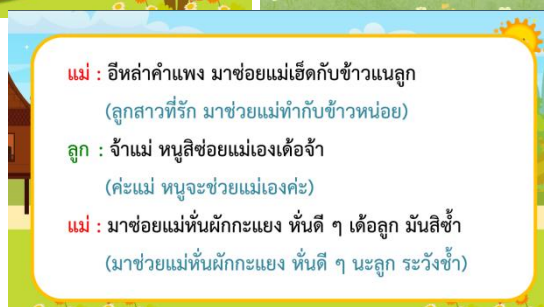 แม่ : อีหล่าคำแพง มาซ่อยแม่เฮ็ดกับข้าวแนลูก
(ลูกสาวที่รัก มาช่วยแม่ทำกับข้าวหน่อย)
ลูก : จ้าแม่ หนูสิซ่อยแม่เองเด้อจ้า
(ค่ะแม่ หนูจะช่วยแม่เองค่ะ)
แม่ : มาซ่อยแม่หั่นผักกะแยง หั่นดี ๆ เด้อลูก มันสิซ้ำ
(มาช่วยแม่หั่นผักกะแยง หั่นดี ๆ นะลูก ระวังช้ำ)